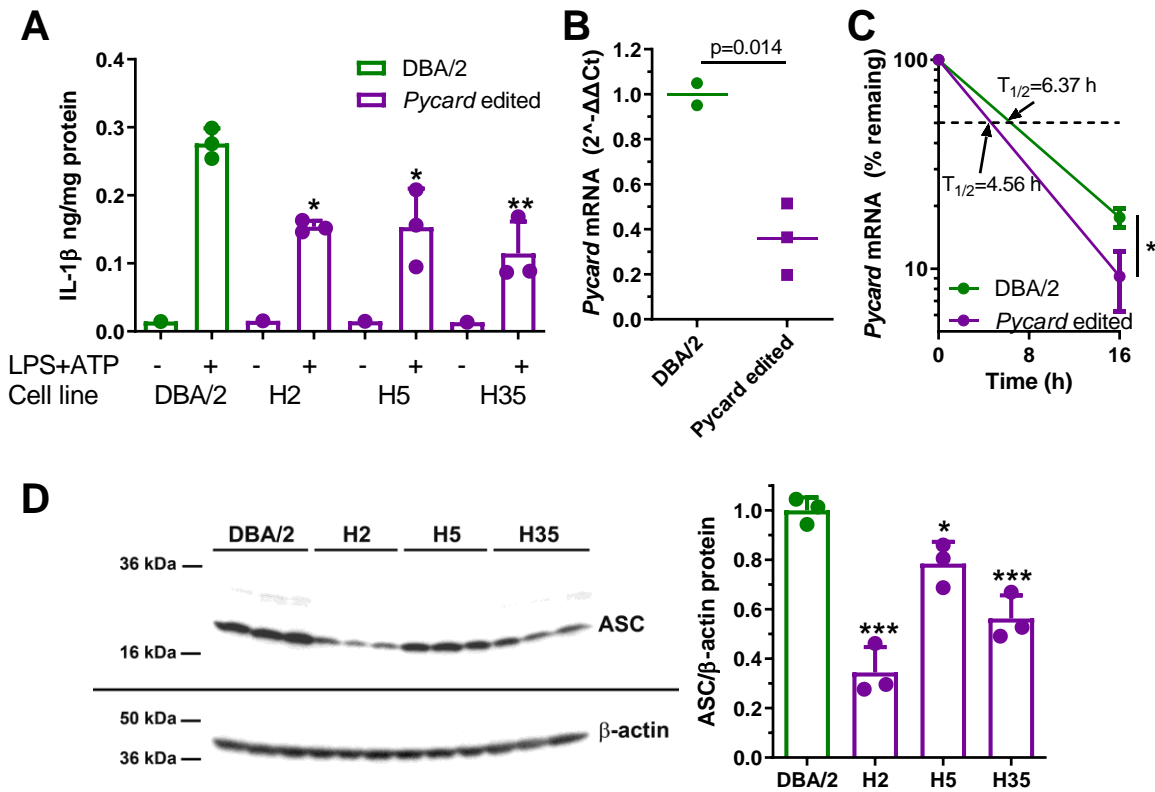 A
IL-1β ng/mg protein
0.4
0.3
0.2
0.1
0.0
DBA/2
Pycard edited
*
*
**
LPS+ATP - + - + - + - +
Cell line DBA/2 H2 H5 H35
B
Pycard mRNA (2^-ΔΔCt)
1.2
1.0
0.8
0.6
0.4
0.2
0.0
p=0.014
DBA/2
Pycard edited
C
Pycard mRNA (% remaing)
100
10
T1/2=6.37 h
T1/2=4.56 h
*
DBA/2
Pycard edited
0 8 16
Time (h)
D
DBA/2 H2 H5 H35
36 kDa
ASC
16 kDa
50 kDa
β-actin
36 kDa
ASC/β-actin protein
1.0
0.8
0.6
0.4
0.2
0.0
***
*
***
DBA/2 H2 H5 H35